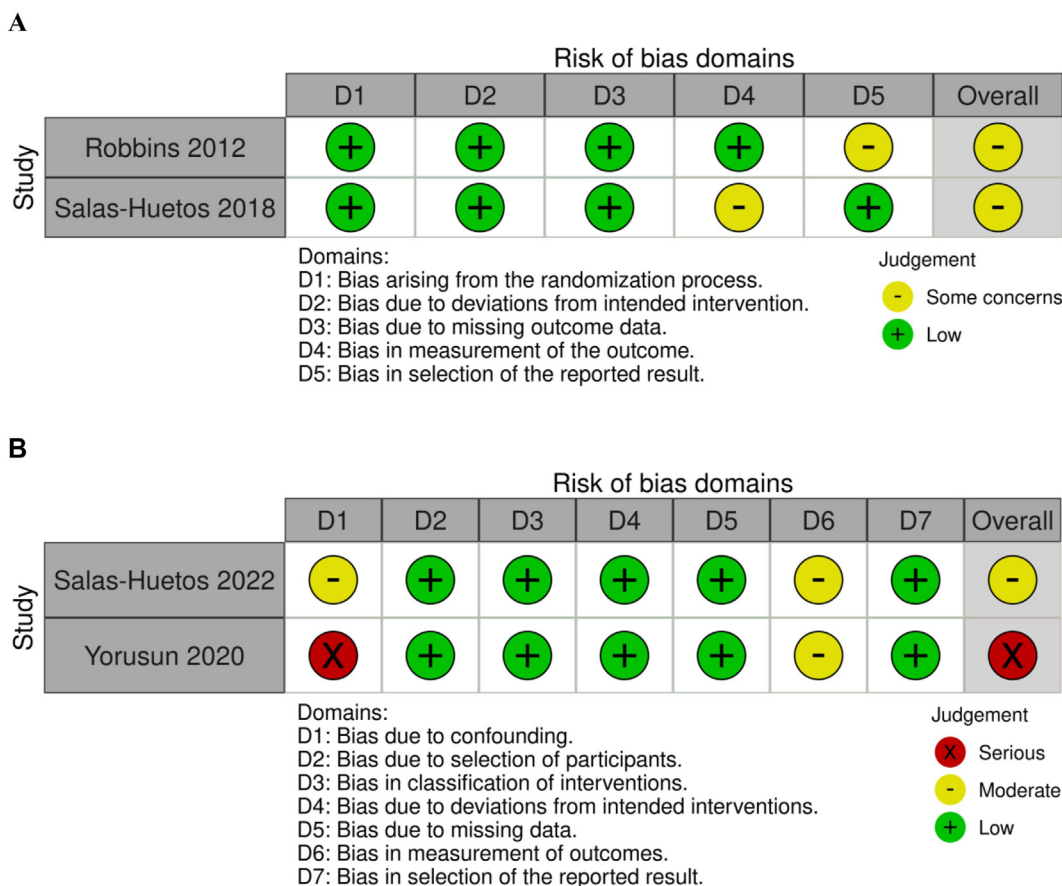 A
Risk of bias domains
D1 D2 D3 D4 D5 Overall
Study
Robbins 2012 + + + + - -
Salas-Huetos 2018 + + + - + -
Domains:
D1: Bias arising from the randomization process.
D2: Bias due to deviations from intended intervention.
D3: Bias due to missing outcome data.
D4: Bias in measurement of the outcome.
D5: Bias in selection of the reported result.
Judgement
- Some concerns
+ Low
B
Risk of bias domains
D1 D2 D3 D4 D5 D6 D7 Overall
Study
Salas-Huetos 2022 - + + + + - + -
Yorusun 2020 X + + + + - + X
Domains:
D1: Bias due to confounding.
D2: Bias due to selection of participants.
D3: Bias in classification of interventions.
D4: Bias due to deviations from intended interventions.
D5: Bias due to missing data.
D6: Bias in measurement of outcomes.
D7: Bias in selection of the reported result.
Judgement
X Serious
- Moderate
+ Low